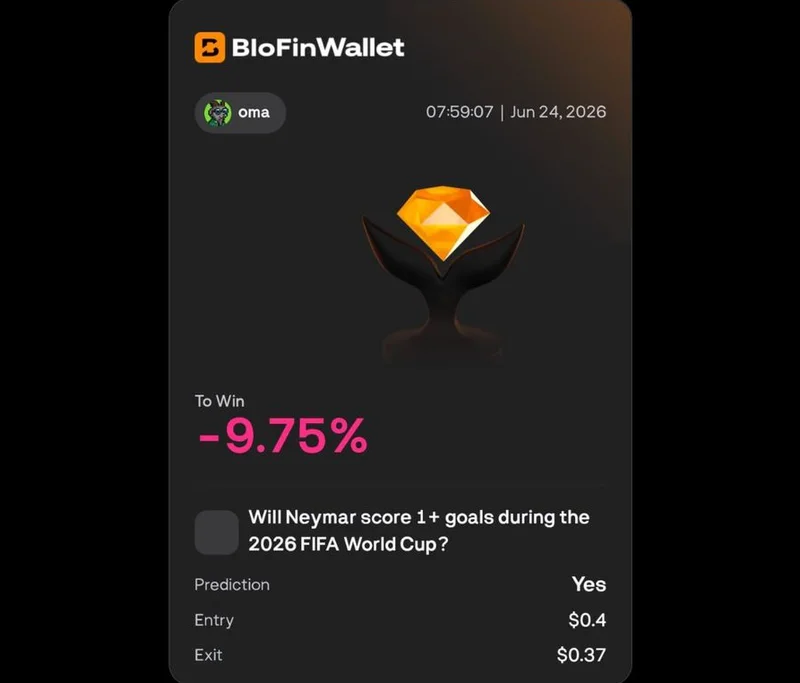 BloFinWallet
oma
07:59:07 | Jun 24, 2026
To Win
-9.75%
Will Neymar score 1+ goals during the
2026 FIFA World Cup?
Prediction Yes
Entry $0.4
Exit $0.37